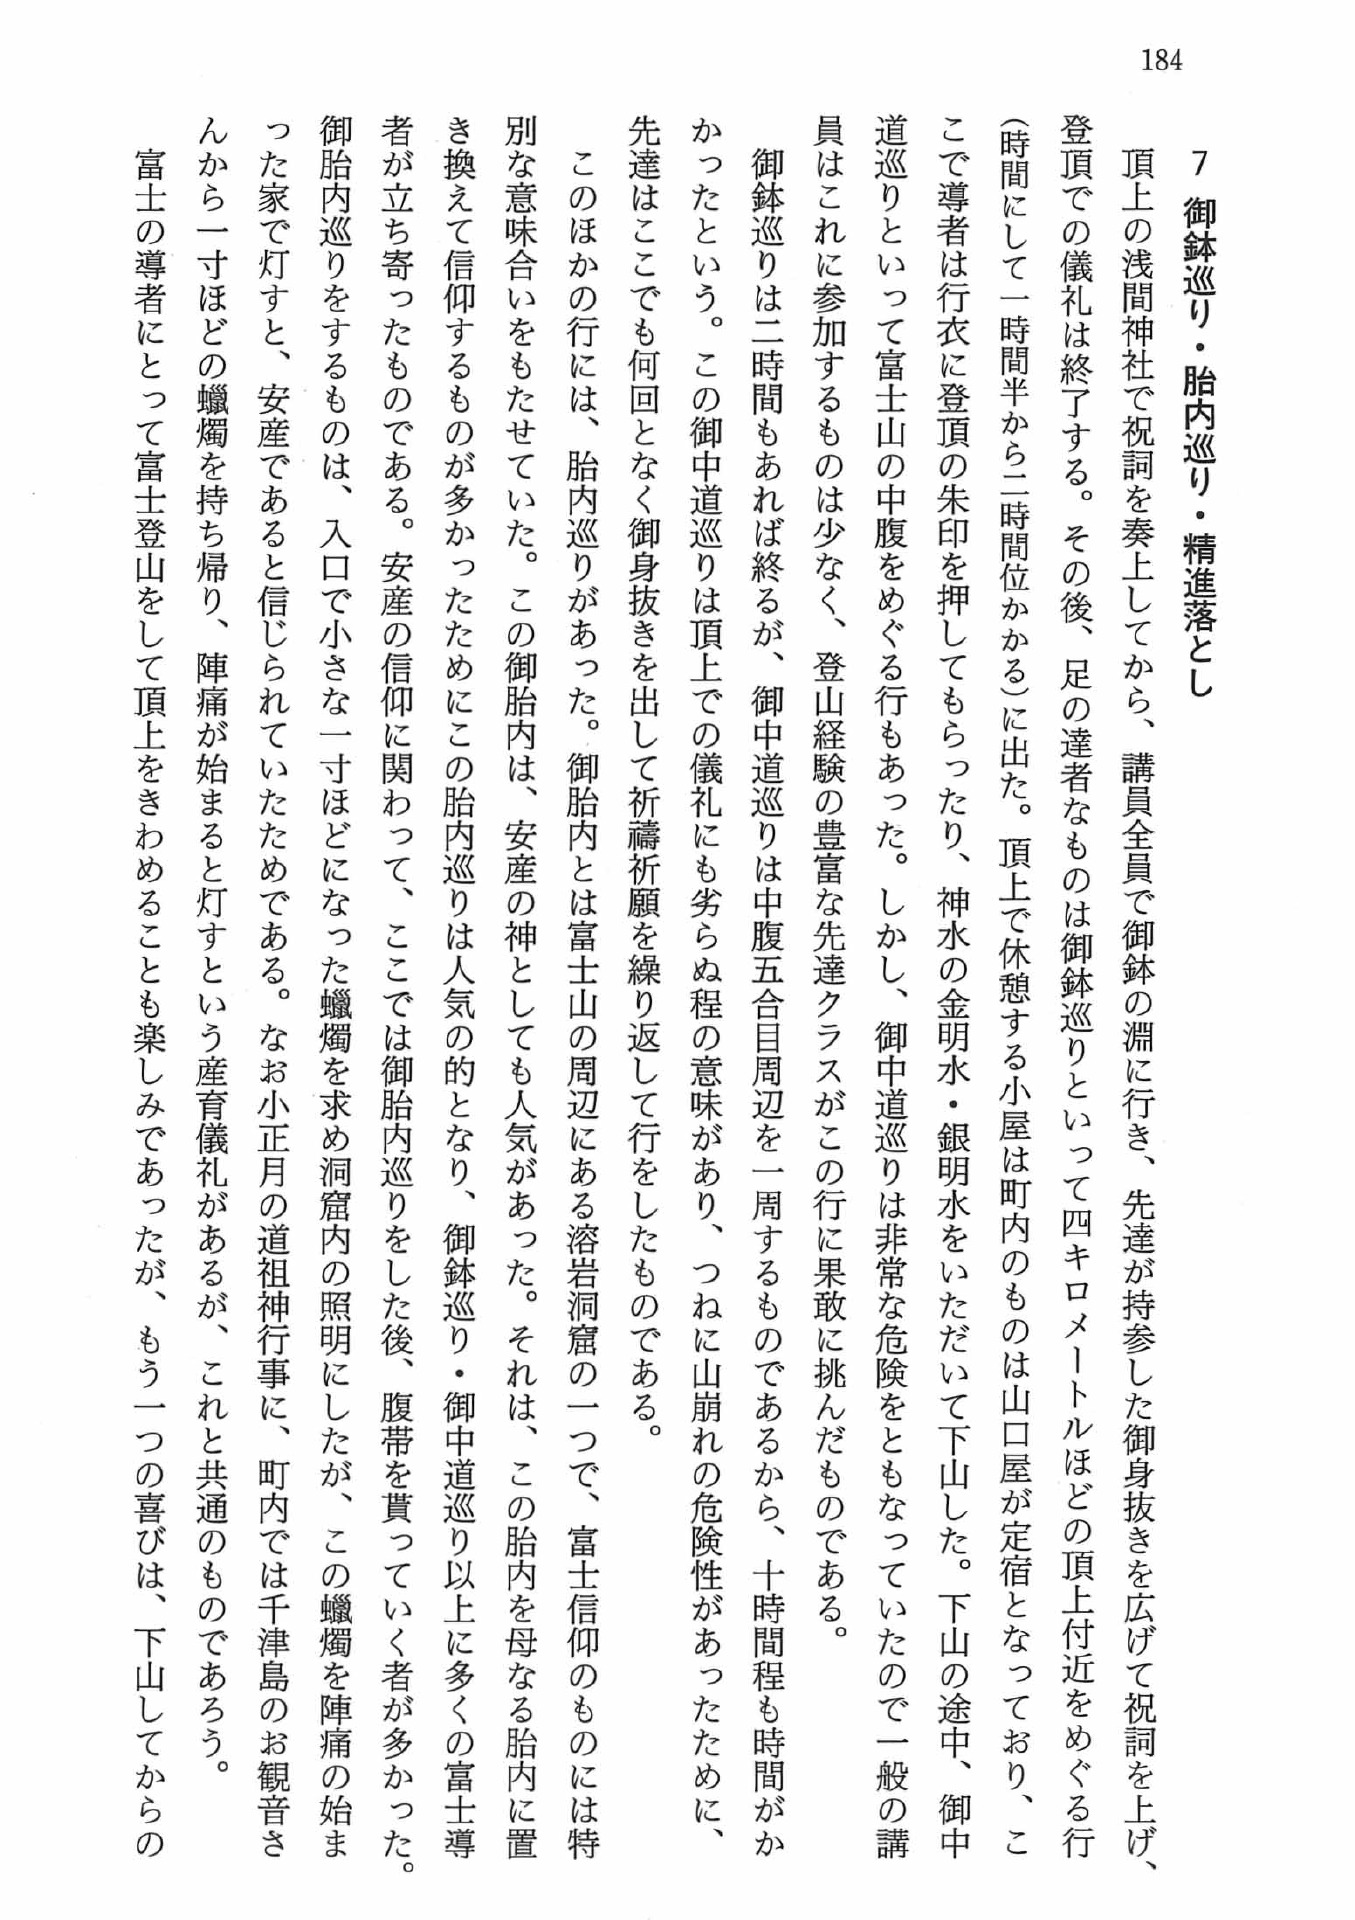 184
7 御鉢巡り・胎内巡り・精進落とし
頂上の浅間神社で祝詞を奏上してから、講員全員で御鉢の淵に行き、先達が持参した御身抜きを広げて祝詞を上げ、
登頂での儀礼は終了する。その後、足の達者なものは御鉢巡りといって四キロメートルほどの頂上付近をめぐる行
(時間にして一時間半から二時間位かかる)に出た。頂上で休憩する小屋は町内のものは山口屋が定宿となっており、こ
こで導者は行衣に登頂の朱印を押してもらったり、神水の金明水・銀明水をいただいて下山した。下山の途中、御中
道巡りといって富士山の中腹をめぐる行もあった。しかし、御中道巡りは非常な危険をともなっていたので一般の講
員はこれに参加するものは少なく、登山経験の豊富な先達クラスがこの行に果敢に挑んだものである。
御鉢巡りは二時間もあれば終るが、御中道巡りは中腹五合目周辺を一周するものであるから、十時間程も時間がか
かったという。この御中道巡りは頂上での儀礼にも劣らぬ程の意味があり、つねに山崩れの危険性があったために、
先達はここでも何回となく御身抜きを出して祈禱祈願を繰り返して行をしたものである。
このほかの行には、胎内巡りがあった。御胎内とは富士山の周辺にある溶岩洞窟の一つで、富士信仰のものには特
別な意味合いをもたせていた。この御胎内は、安産の神としても人気があった。それは、この胎内を母なる胎内に置
き換えて信仰するものが多かったためにこの胎内巡りは人気の的となり、御鉢巡り・御中道巡り以上に多くの富士導
者が立ち寄ったものである。安産の信仰に関わって、ここでは御胎内巡りをした後、腹帯を貰っていく者が多かった。
御胎内巡りをするものは、入口で小さな一寸ほどになった蠟燭を求め洞窟内の照明にしたが、この蠟燭を陣痛の始ま
った家で灯すと、安産であると信じられていたためである。なお小正月の道祖神行事に、町内では千津島のお観音さ
んから一寸ほどの蠟燭を持ち帰り、陣痛が始まると灯すという産育儀礼があるが、これと共通のものであろう。
富士の導者にとって富士登山をして頂上をきわめることも楽しみであったが、もう一つの喜びは、下山してからの